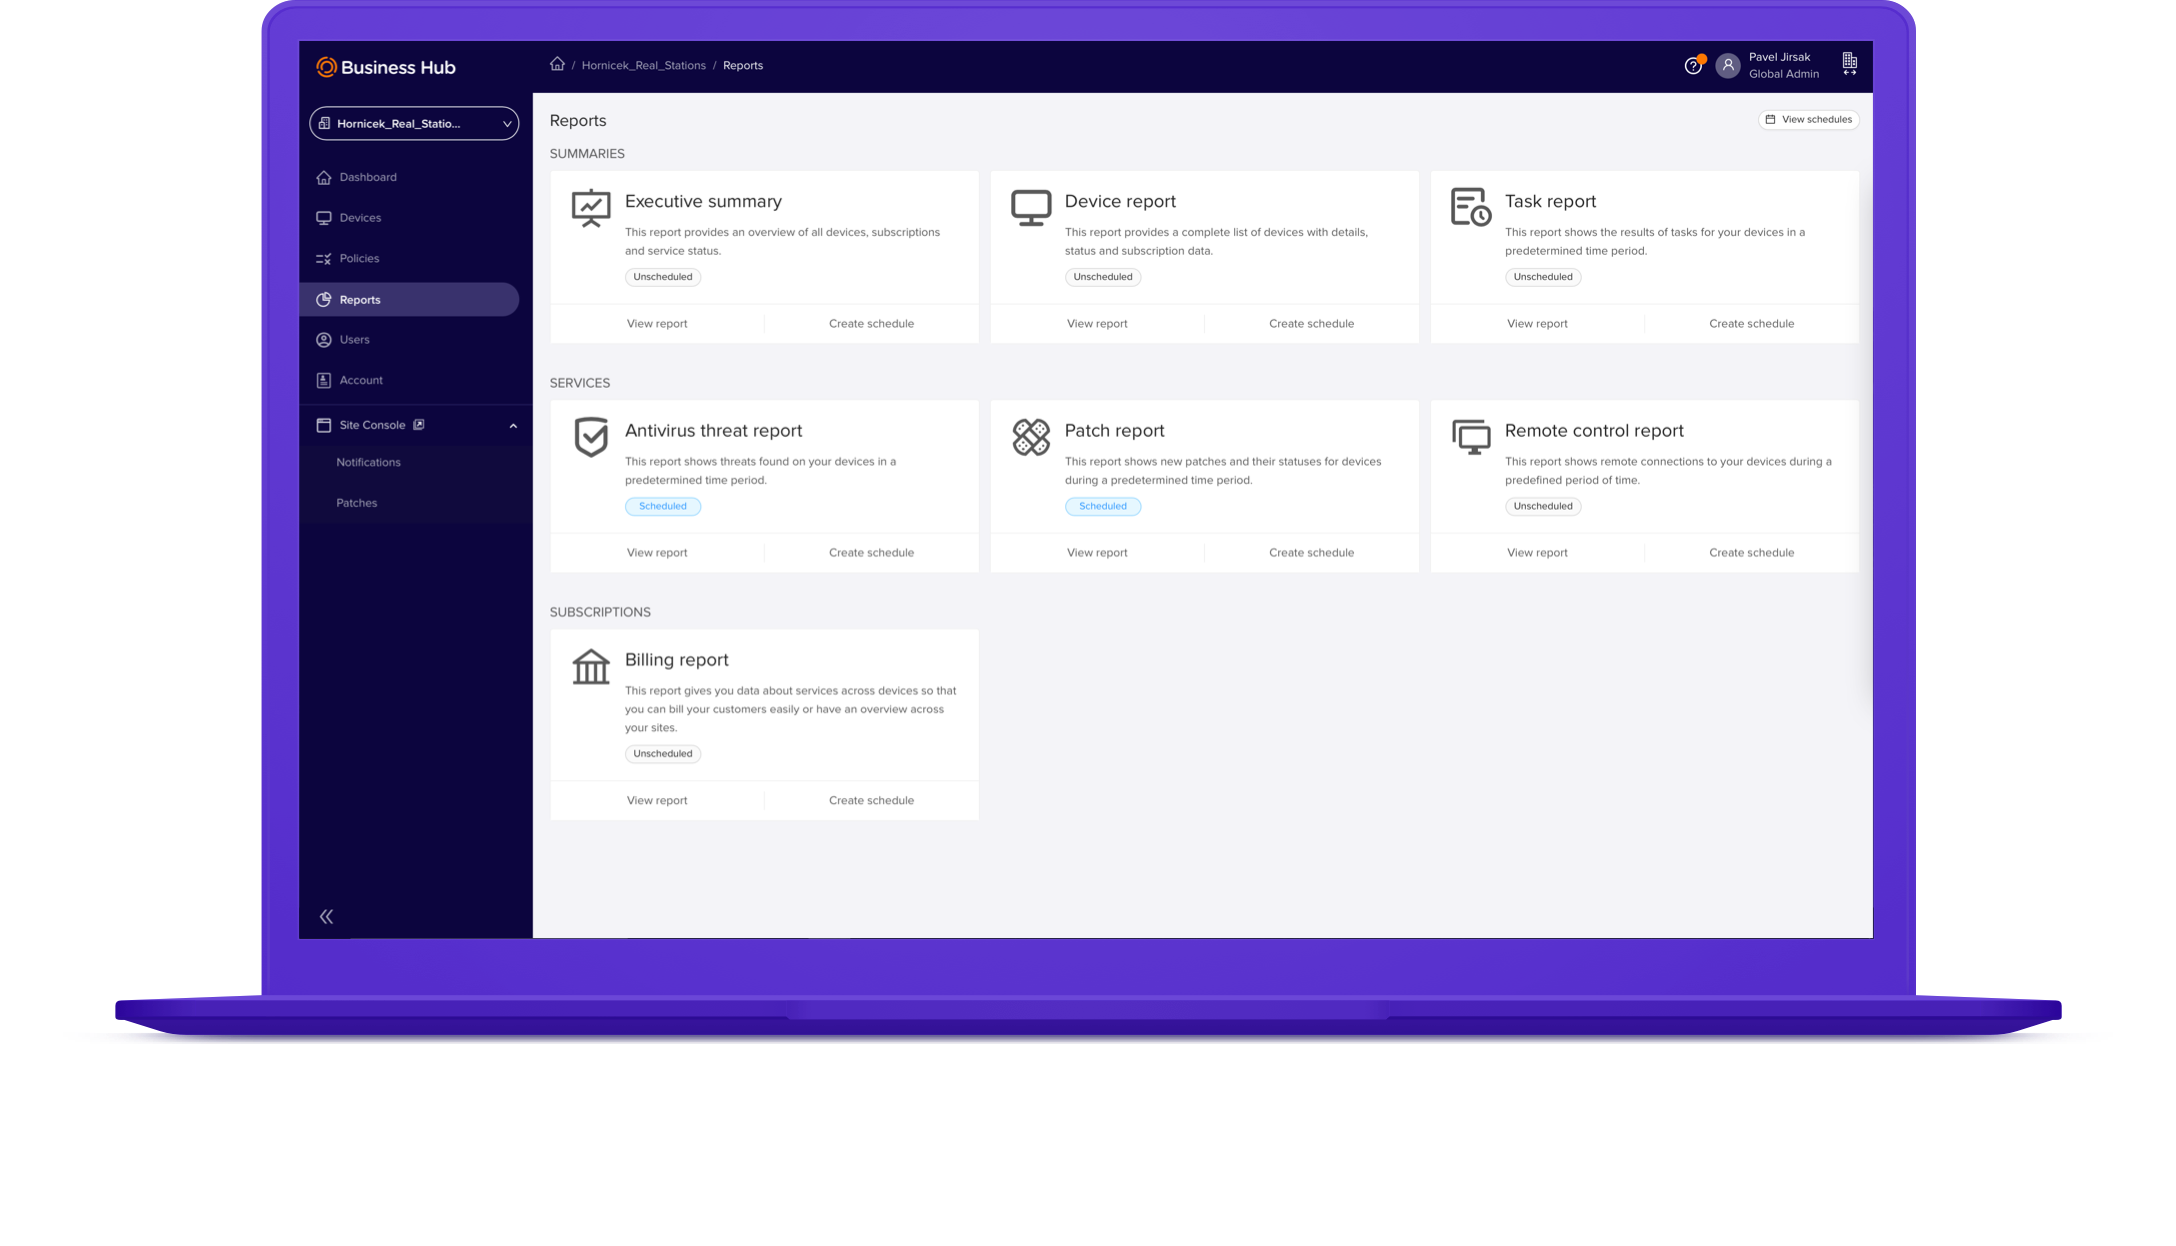 Business Hub
Hornicek_Real_Statio...
Dashboard
Devices
Policies
Reports
Users
Account
Site Console
Notifications
Patches
/ Hornicek_Real_Stations / Reports
Pavel Jirsak
Global Admin
Reports
View schedules
SUMMARIES
Executive summary
This report provides an overview of all devices, subscriptions
and service status.
Unscheduled
View report
Create schedule
Device report
This report provides a complete list of devices with details,
status and subscription data.
Unscheduled
View report
Create schedule
Task report
This report shows the results of tasks for your devices in a
predetermined time period.
Unscheduled
View report
Create schedule
SERVICES
Antivirus threat report
This report shows threats found on your devices in a
predetermined time period.
Scheduled
View report
Create schedule
Patch report
This report shows new patches and their statuses for devices
during a predetermined time period.
Scheduled
View report
Create schedule
Remote control report
This report shows remote connections to your devices during a
predefined period of time.
Unscheduled
View report
Create schedule
SUBSCRIPTIONS
Billing report
This report gives you data about services across devices so that
you can bill your customers easily or have an overview across
your sites.
Unscheduled
View report
Create schedule